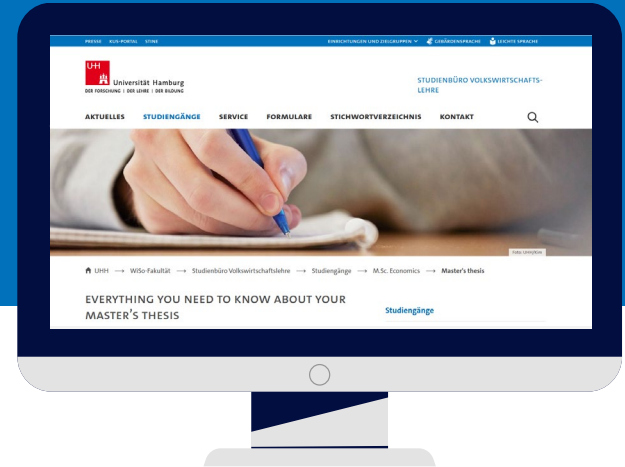 PRESSE KUS-PORTAL STINE EINRICHTUNGEN UND ZIELGRUPPEN GEBÄRDENSPRACHE LEICHTE SPRACHE
UH
Universität Hamburg
DER FORSCHUNG | DER LEHRE | DER BILDUNG
STUDIENBÜRO VOLKSWIRTSCHAFTS-
LEHRE
AKTUELLES STUDIENGÄNGE SERVICE FORMULARE STICHWORTVERZEICHNIS KONTAKT
UHH → WiSo-Fakultät → Studienbüro Volkswirtschaftslehre → Studiengänge → M.Sc. Economics → Master's thesis
EVERYTHING YOU NEED TO KNOW ABOUT YOUR
MASTER'S THESIS
Studiengänge